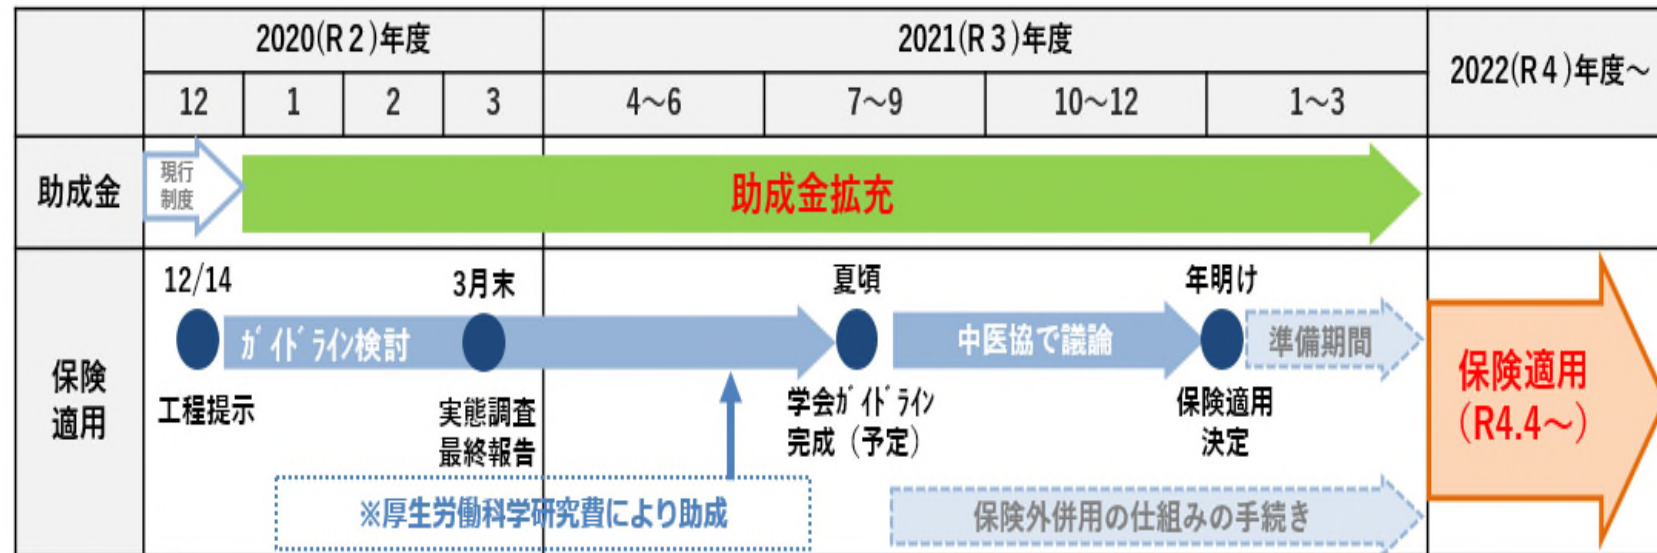 2020(R2)年度
2021(R3)年度
2022(R4)年度～
12
1
2
3
4～6
7～9
10～12
1～3
助成金
現行
制度
助成金拡充
保険
適用
12/14
3月末
夏頃
年明け
ｶﾞｲﾄﾞﾗｲﾝ検討
中医協で議論
準備期間
工程提示
実態調査
最終報告
学会ｶﾞｲﾄﾞﾗｲﾝ
完成（予定）
保険適用
決定
保険適用
（R4.4～）
※厚生労働科学研究費により助成
保険外併用の仕組みの手続き